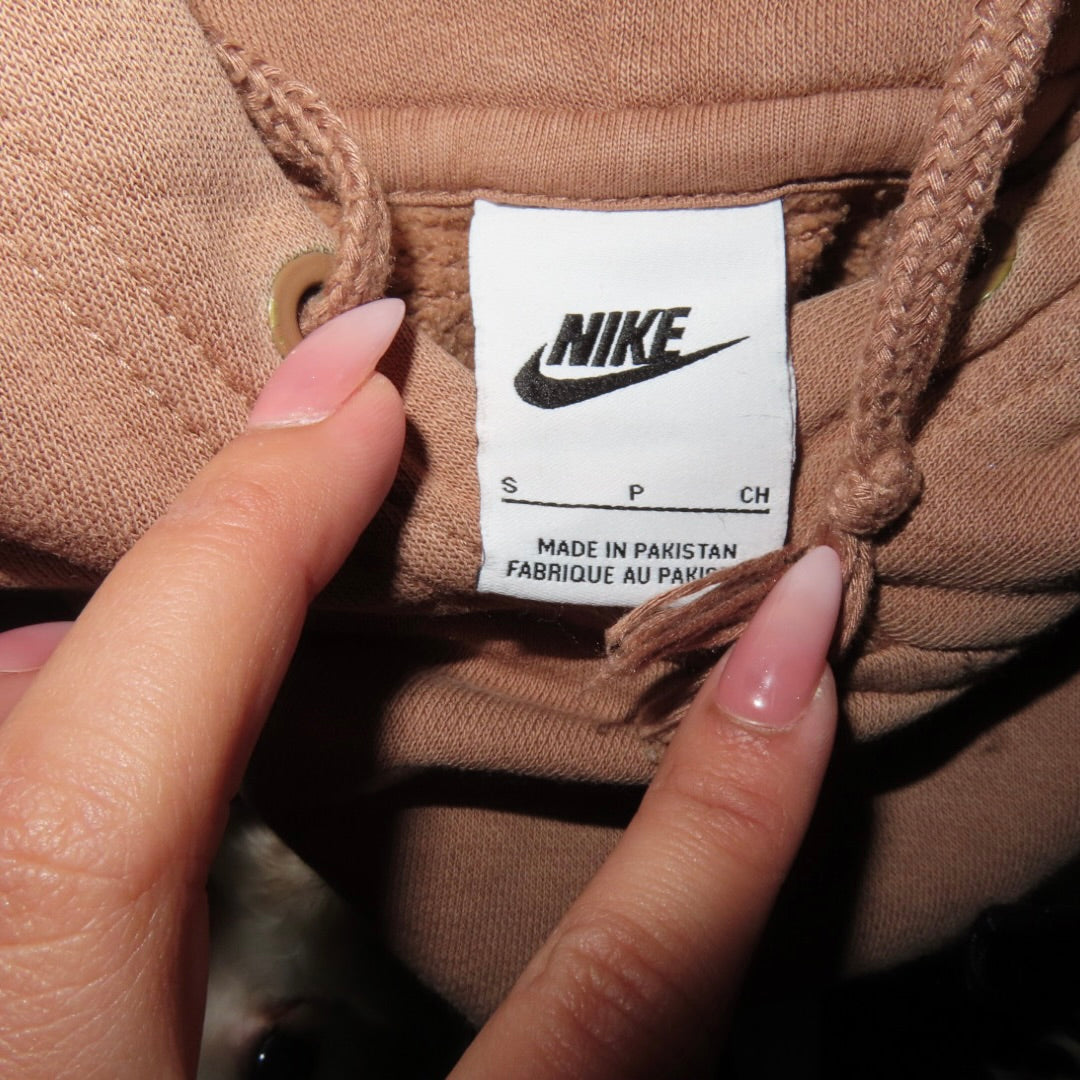 NIKE
S P CH
MADE IN PAKISTAN
FABRIQUE AU